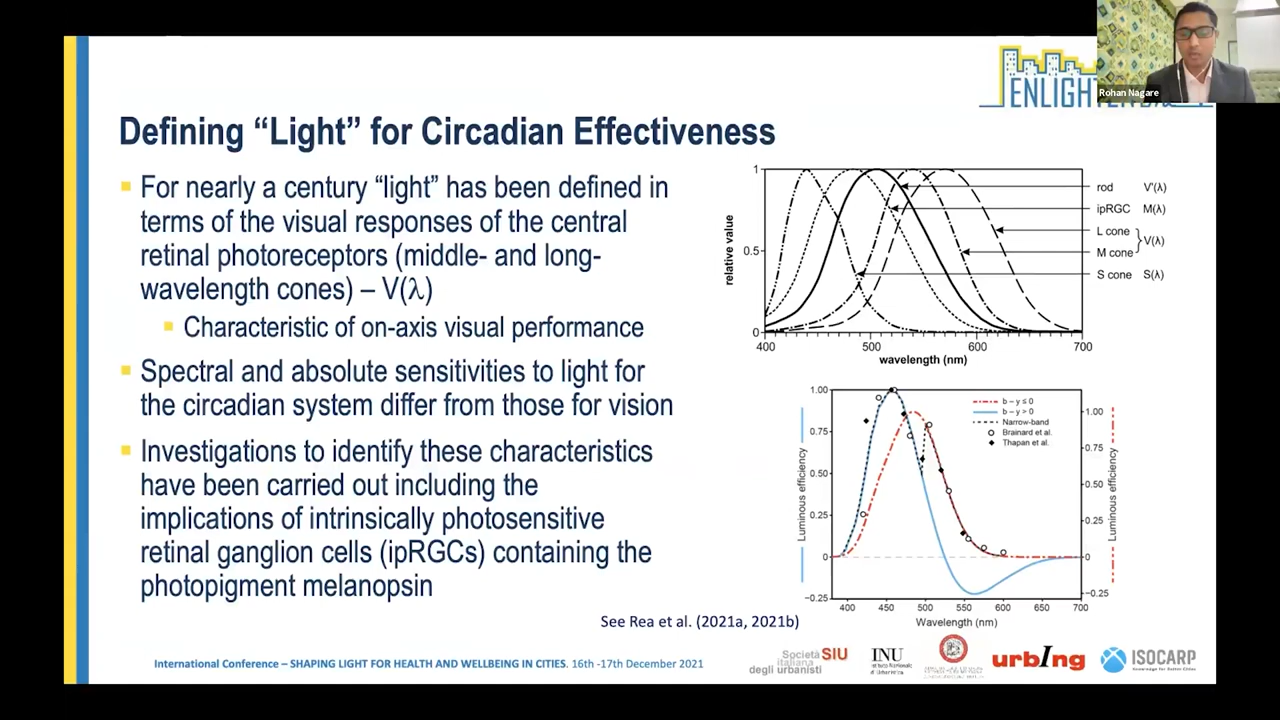 Rohan Nagare
Defining “Light” for Circadian Effectiveness
For nearly a century “light” has been defined in
terms of the visual responses of the central
retinal photoreceptors (middle- and long-
wavelength cones) – V(λ)
Characteristic of on-axis visual performance
Spectral and absolute sensitivities to light for
the circadian system differ from those for vision
Investigations to identify these characteristics
have been carried out including the
implications of intrinsically photosensitive
retinal ganglion cells (ipRGCs) containing the
photopigment melanopsin
See Rea et al. (2021a, 2021b)
relative value
1
0.5
0
400 500 600 700
wavelength (nm)
rod V'(λ)
ipRGC M(λ)
L cone
V(λ)
M cone
S cone S(λ)
Luminous efficiency
1.00
0.75
0.50
0.25
0
−0.25
b – y ≤ 0
b – y > 0
Narrow-band
Brainard et al.
Thapan et al.
1.00
0.75
0.50
0.25
0
−0.25
Luminous efficiency
400 450 500 550 600 650 700
Wavelength (nm)
International Conference – SHAPING LIGHT FOR HEALTH AND WELLBEING IN CITIES. 16th -17th December 2021
Società SIU
italiana
degli urbanisti
INU
Istituto Nazionale
di Urbanistica
urbIng
ISOCARP